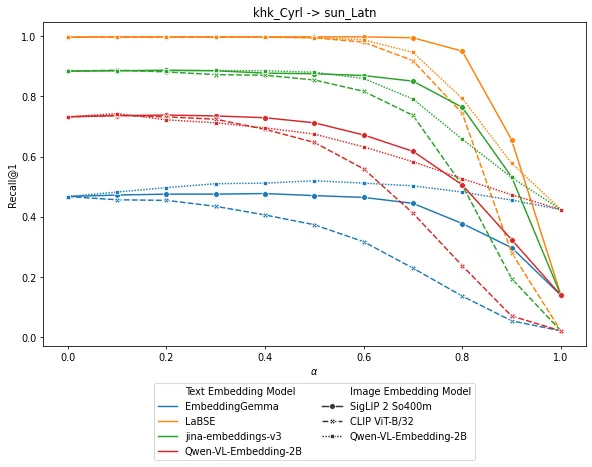 khk_Cyrl -> sun_Latn
1.0
0.8
0.6
0.4
0.2
0.0
Recall@1
0.0 0.2 0.4 0.6 0.8 1.0
α
Text Embedding Model
EmbeddingGemma
LaBSE
jina-embeddings-v3
Qwen-VL-Embedding-2B
Image Embedding Model
SigLIP 2 So400m
CLIP ViT-B/32
Qwen-VL-Embedding-2B